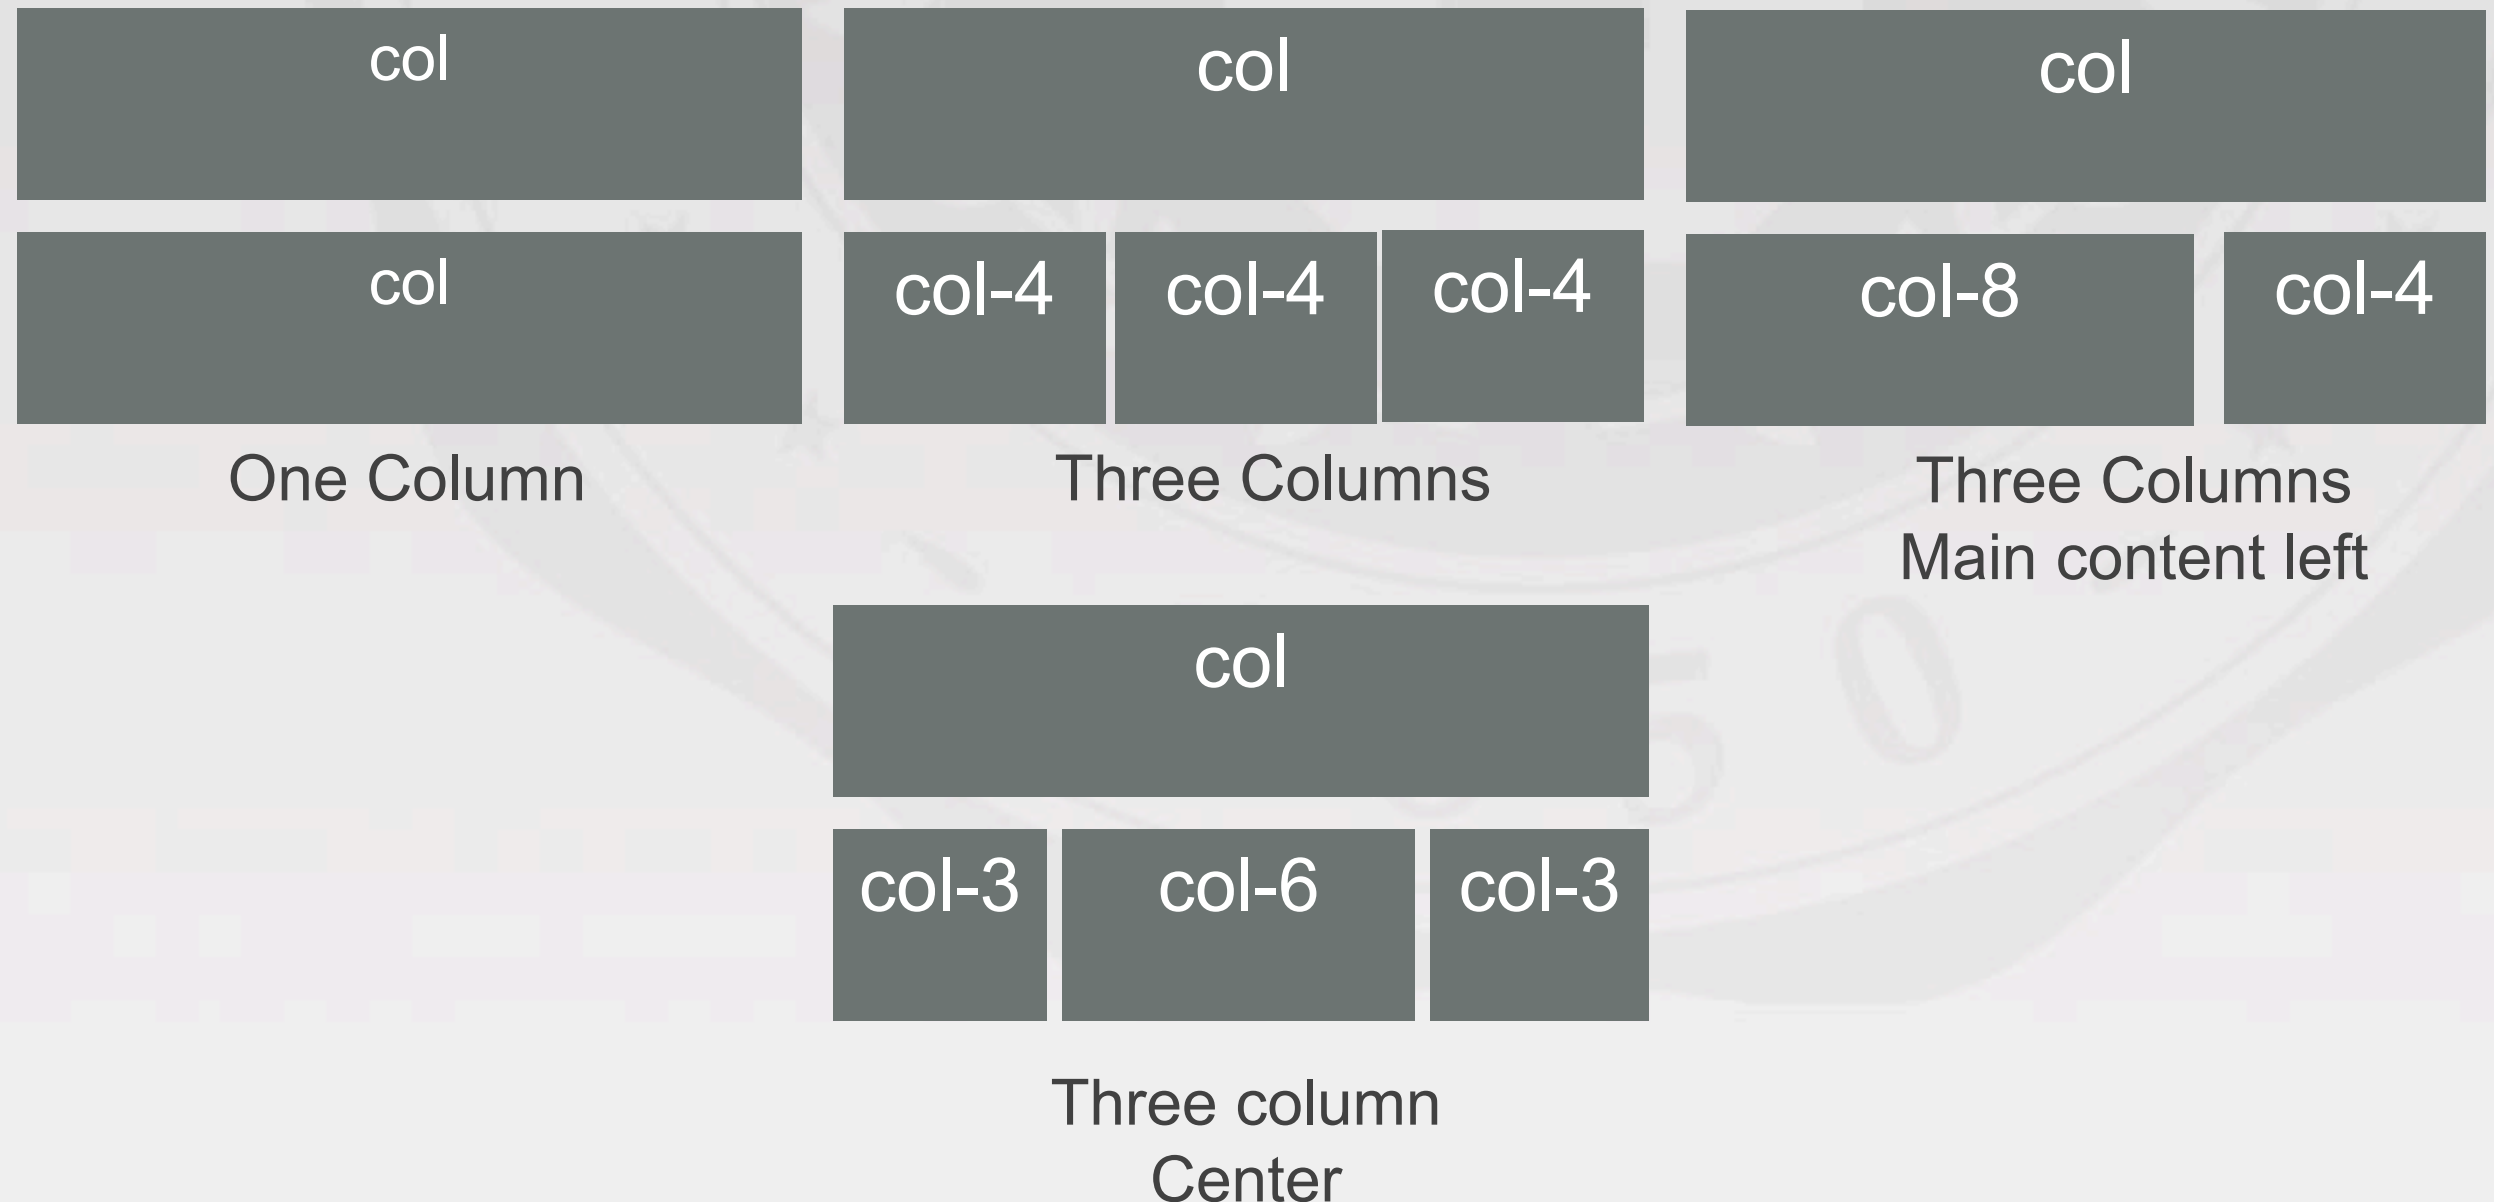 col
col
One Column
col
col-4 col-4 col-4
Three Columns
col
col-8 col-4
Three Columns
Main content left
col
col-3 col-6 col-3
Three column
Center